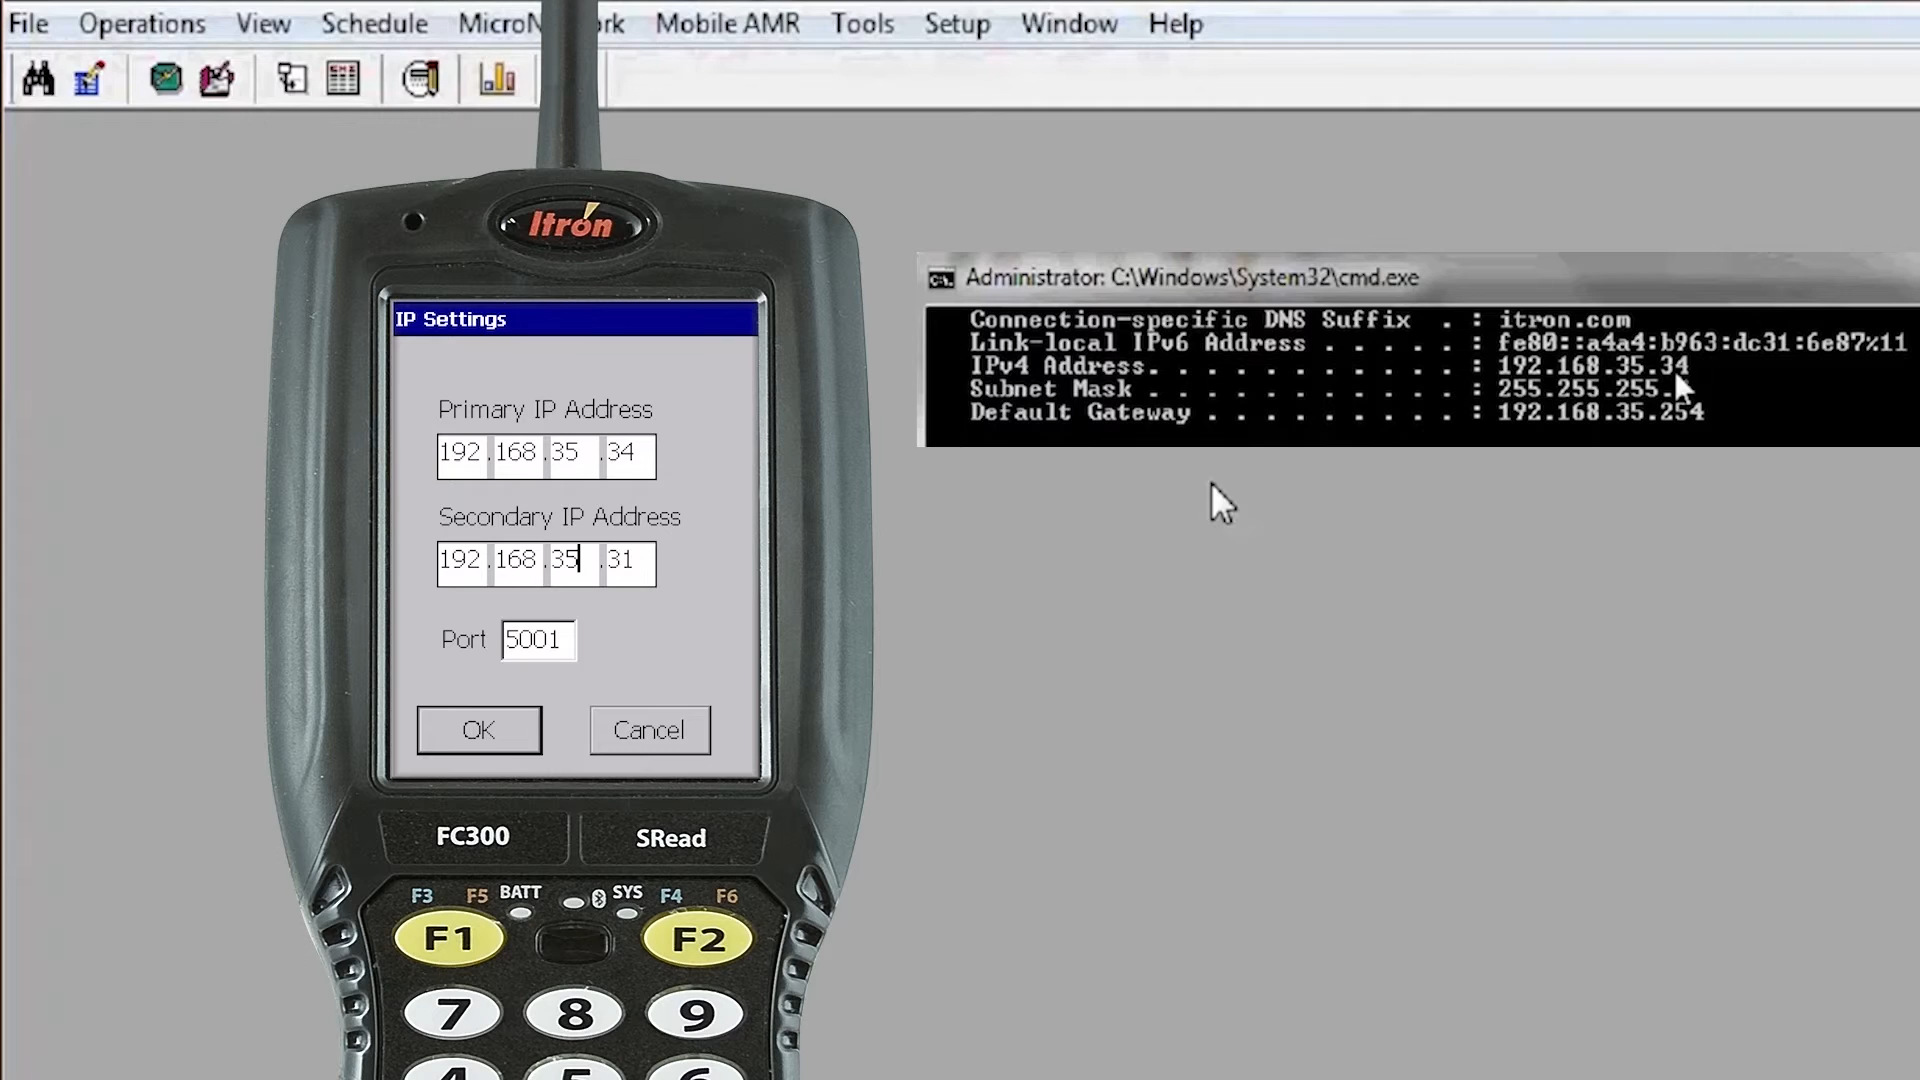 File Operations View Schedule Mobile AMR Tools Setup Window Help
Itron
IP Settings
Primary IP Address
192.168.35.34
Secondary IP Address
192.168.35.31
Port 5001
OK Cancel
FC300 SRead
F3 F5 BATT SYS F4 F6
F1 F2
7 8 9
4 5 6
Administrator: C:\Windows\System32\cmd.exe
Connection-specific DNS Suffix . : itron.com
Link-local IPv6 Address . . . . . : fe80::a4a4:b963:dc31:6e87%11
IPv4 Address. . . . . . . . . . . : 192.168.35.34
Subnet Mask . . . . . . . . . . . : 255.255.255.
Default Gateway . . . . . . . . . : 192.168.35.254